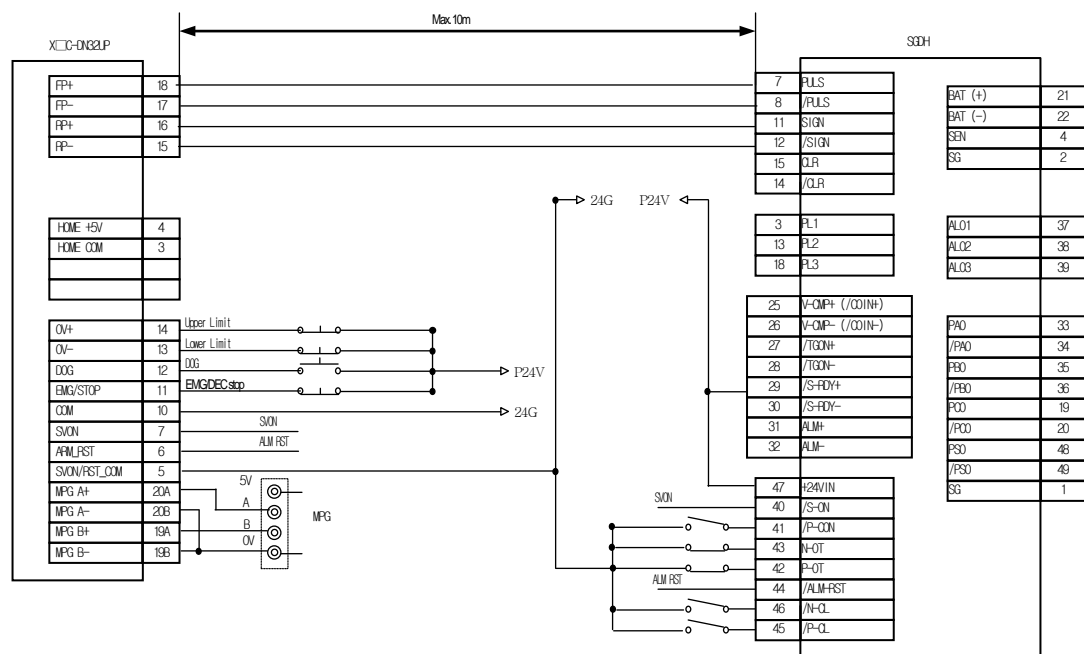 Max.10m
X□C-DN32UP
SGDH
FP+ 18
FP- 17
RP+ 16
RP- 15
HOME +5V 4
HOME COM 3
OV+ 14 Upper Limit
OV- 13 Lower Limit
DOG 12 DOG
EMG/STOP 11 EMG/DEC stop
COM 10
SVON 7 SVON
ARM_RST 6 ALM RST
SVON/RST_COM 5
MPG A+ 20A
MPG A- 20B
MPG B+ 19A
MPG B- 19B
5V
A
B
0V
MPG
P24V
24G
24G P24V
SVON
ALM RST
7 PULS
8 /PULS
11 SIGN
12 /SIGN
15 CLR
14 /CLR
3 PL1
13 PL2
18 PL3
25 V-CMP+ (/COIN+)
26 V-CMP- (/COIN-)
27 /TGON+
28 /TGON-
29 /S-RDY+
30 /S-RDY-
31 ALM+
32 ALM-
47 +24VIN
40 /S-ON
41 /P-CON
43 N-OT
42 P-OT
44 /ALM-RST
46 /N-CL
45 /P-CL
BAT (+) 21
BAT (-) 22
SEN 4
SG 2
ALO1 37
ALO2 38
ALO3 39
PAO 33
/PAO 34
PBO 35
/PBO 36
PCO 19
/PCO 20
PSO 48
/PSO 49
SG 1